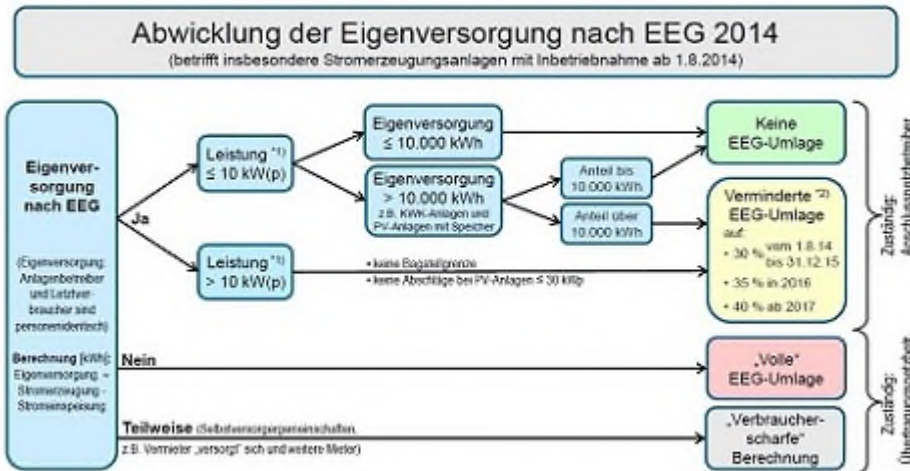 Abwicklung der Eigenversorgung nach EEG 2014
(betrifft insbesondere Stromerzeugungsanlagen mit Inbetriebnahme ab 1.8.2014)
Eigenver-
sorgung
nach EEG
(Eigenversorgung:
Anlagenbetreiber
und Letztver-
braucher sind
personenidentisch)
Berechnung [kWh]:
Eigenversorgung =
Stromerzeugung -
Stromeinspeisung
Ja
Leistung *1)
≤ 10 kW(p)
Eigenversorgung
≤ 10.000 kWh
Eigenversorgung
> 10.000 kWh
z.B. KWK-Anlagen und
PV-Anlagen mit Speicher
Anteil bis
10.000 kWh
Anteil über
10.000 kWh
Keine
EEG-Umlage
Leistung *1)
> 10 kW(p)
• keine Bagatellgrenze
• keine Abschläge bei PV-Anlagen ≤ 30 kWp
Verminderte *2)
EEG-Umlage
auf:
• 30 % vom 1.8.14
bis 31.12.15
• 35 % in 2016
• 40 % ab 2017
Zuständig:
Anschlussnetzbetreiber
Nein
„Volle“
EEG-Umlage
Teilweise (Selbstversorgergemeinschaften,
z.B. Vermieter „versorgt“ sich und weitere Mieter)
„Verbraucher-
scharfe“
Berechnung
Zuständig: